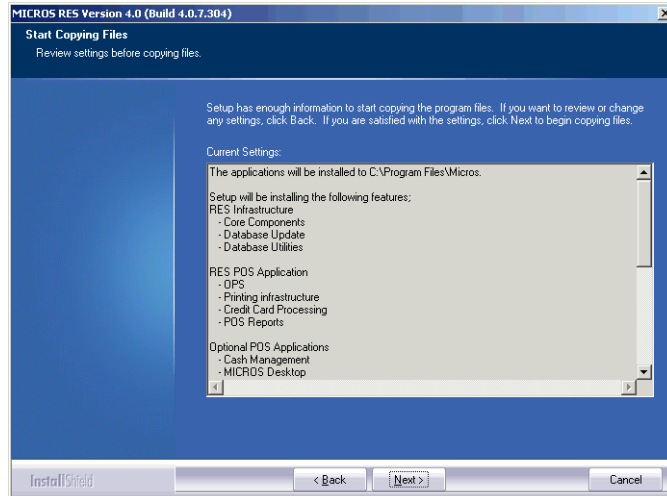 MICROS RES Version 4.0 (Build 4.0.7.304)
Start Copying Files
Review settings before copying files.
Setup has enough information to start copying the program files. If you want to review or change
any settings, click Back. If you are satisfied with the settings, click Next to begin copying files.
Current Settings:
The applications will be installed to C:\Program Files\Micros.
Setup will be installing the following features;
RES Infrastructure
- Core Components
- Database Update
- Database Utilities
RES POS Application
- OPS
- Printing infrastructure
- Credit Card Processing
- POS Reports
Optional POS Applications
- Cash Management
- MICROS Desktop
InstallShield
< Back
Next >
Cancel